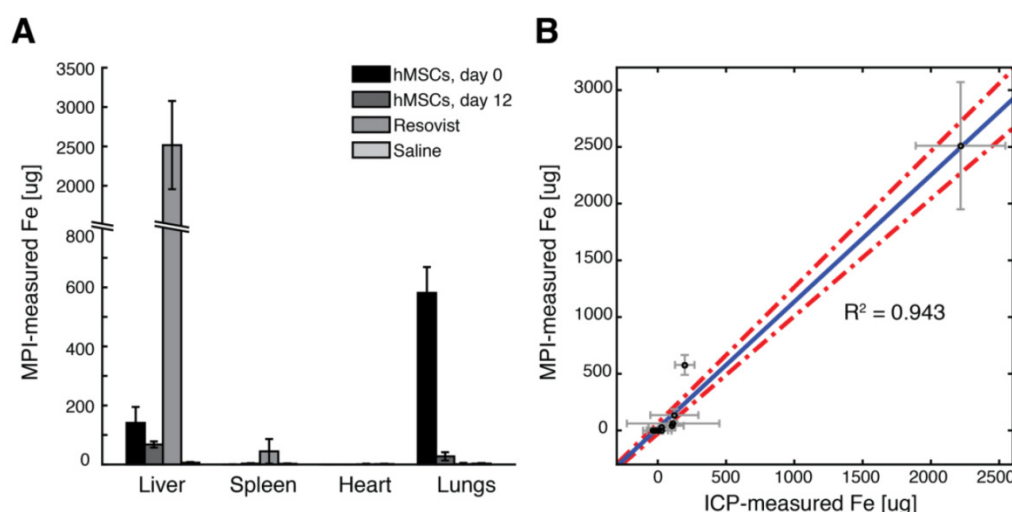 A
MPI-measured Fe [ug]
3500
3000
2500
2000
800
600
400
200
0
hMSCs, day 0
hMSCs, day 12
Resovist
Saline
Liver
Spleen
Heart
Lungs
B
MPI-measured Fe [ug]
3000
2500
2000
1500
1000
500
0
R² = 0.943
0
500
1000
1500
2000
2500
ICP-measured Fe [ug]